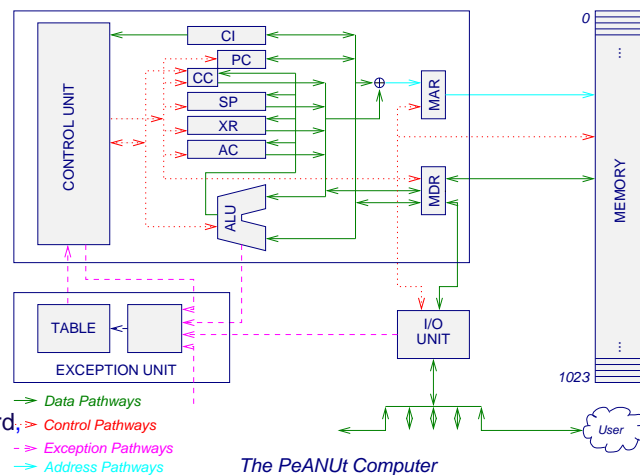 0
CI
PC
CC
SP
XR
AC
CONTROL UNIT
ALU
MAR
MDR
MEMORY
⋮
⋮
1023
TABLE
EXCEPTION UNIT
I/O
UNIT
Data Pathways
rd,
Control Pathways
Exception Pathways
Address Pathways
User
The PeANUt Computer